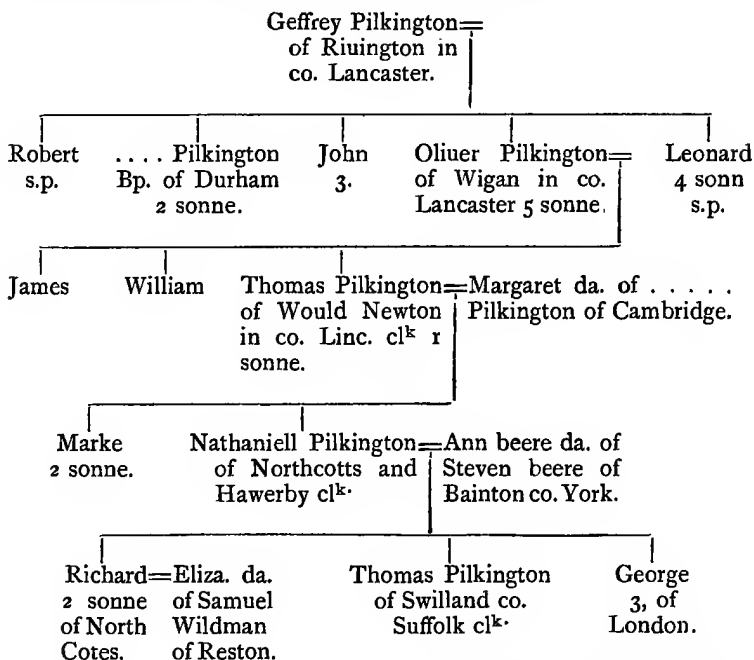 Geffrey Pilkington=
of Riuington in
co. Lancaster.
Robert
s.p.
.... Pilkington
Bp. of Durham
2 sonne.
John
3.
Oliuer Pilkington=
of Wigan in co.
Lancaster 5 sonne.
Leonard
4 sonn
s.p.
James
William
Thomas Pilkington=
of Would Newton
in co. Linc. clk 1
sonne.
Margaret da. of . . . . .
Pilkington of Cambridge.
Marke
2 sonne.
Nathaniell Pilkington=
of Northcotts and
Hawerby clk.
Ann beere da. of
Steven beere of
Bainton co. York.
Richard=
2 sonne
of North
Cotes.
Eliza. da.
of Samuel
Wildman
of Reston.
Thomas Pilkington
of Swilland co.
Suffolk clk.
George
3, of
London.